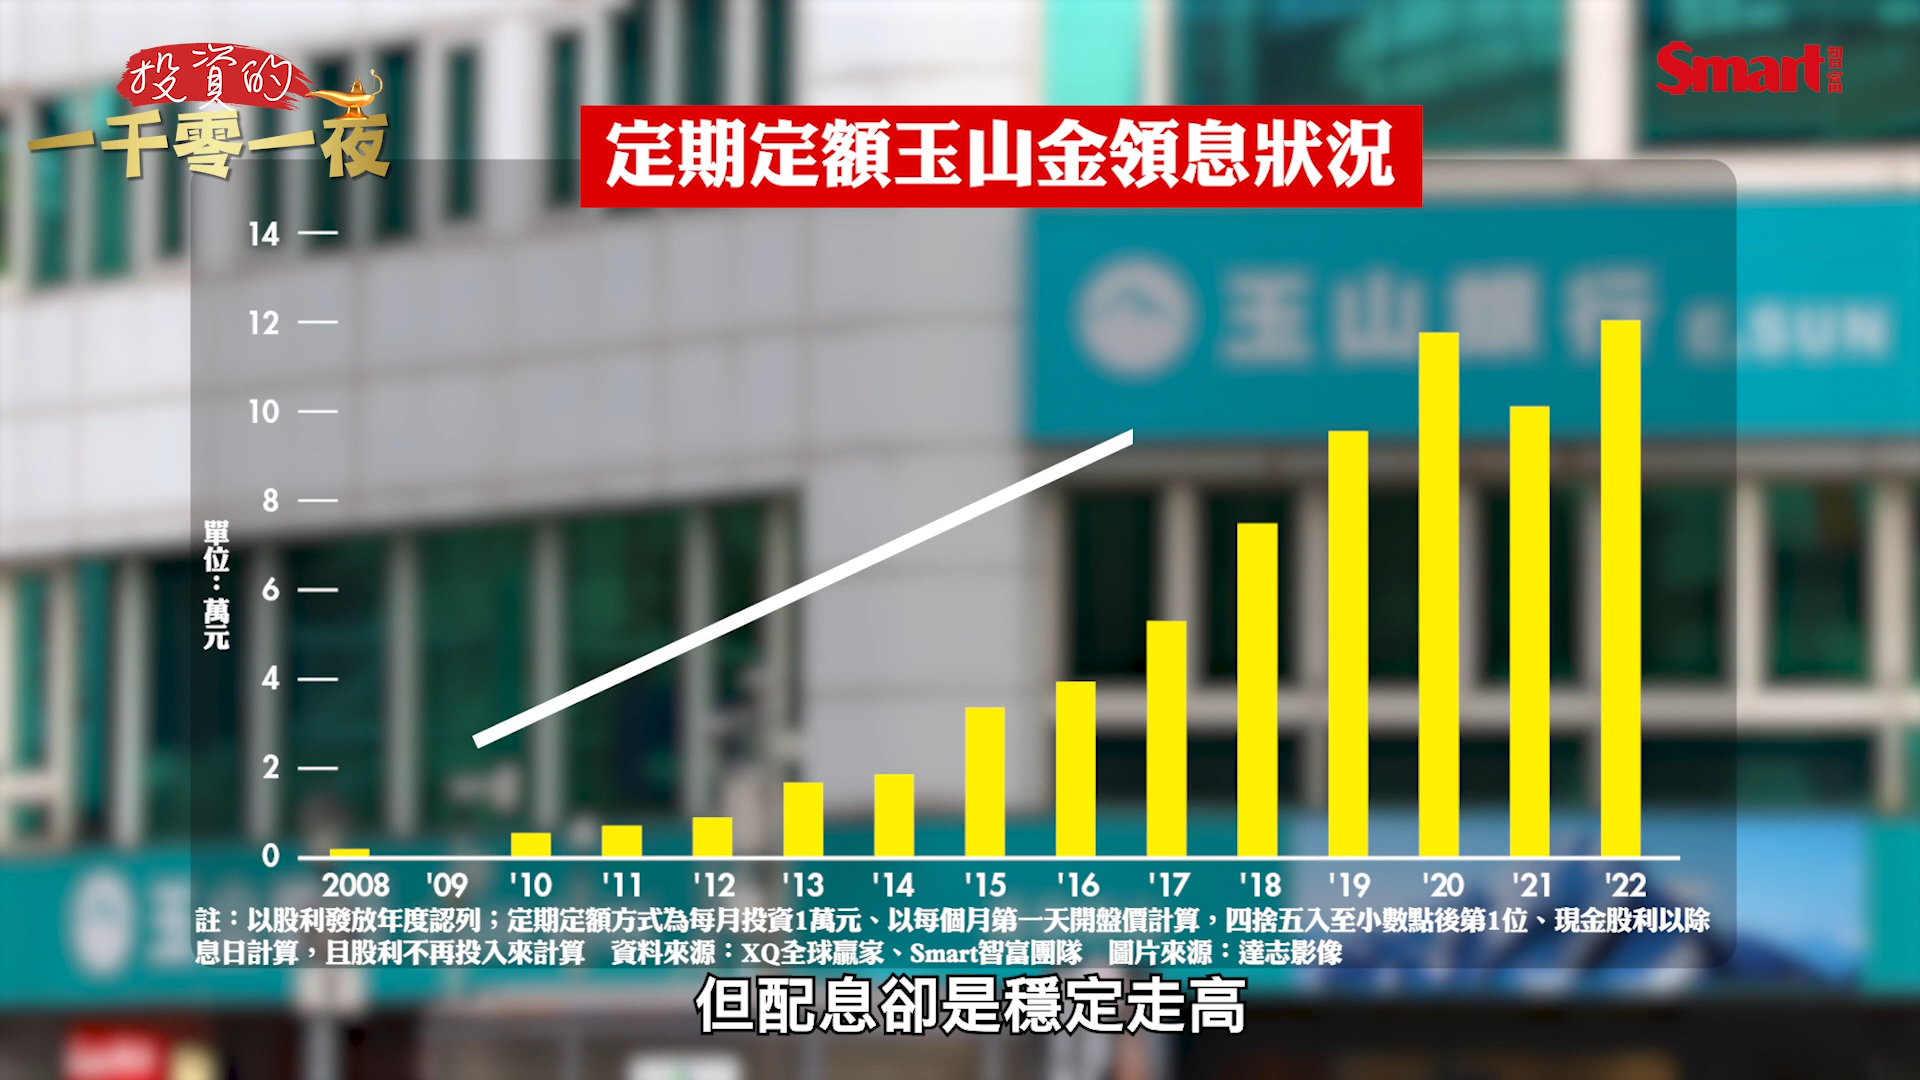 投資的
一千零一夜
Smart智富
定期定額玉山金領息狀況
14
12
10
8
6
4
2
0
單位：萬元
玉山銀行 E.SUN
2008 '09 '10 '11 '12 '13 '14 '15 '16 '17 '18 '19 '20 '21 '22
註：以股利發放年度認列；定期定額方式為每月投資1萬元、以每個月第一天開盤價計算，四捨五入至小數點後第1位、現金股利以除
息日計算，且股利不再投入來計算　資料來源：XQ全球贏家、Smart智富團隊　圖片來源：達志影像
但配息卻是穩定走高